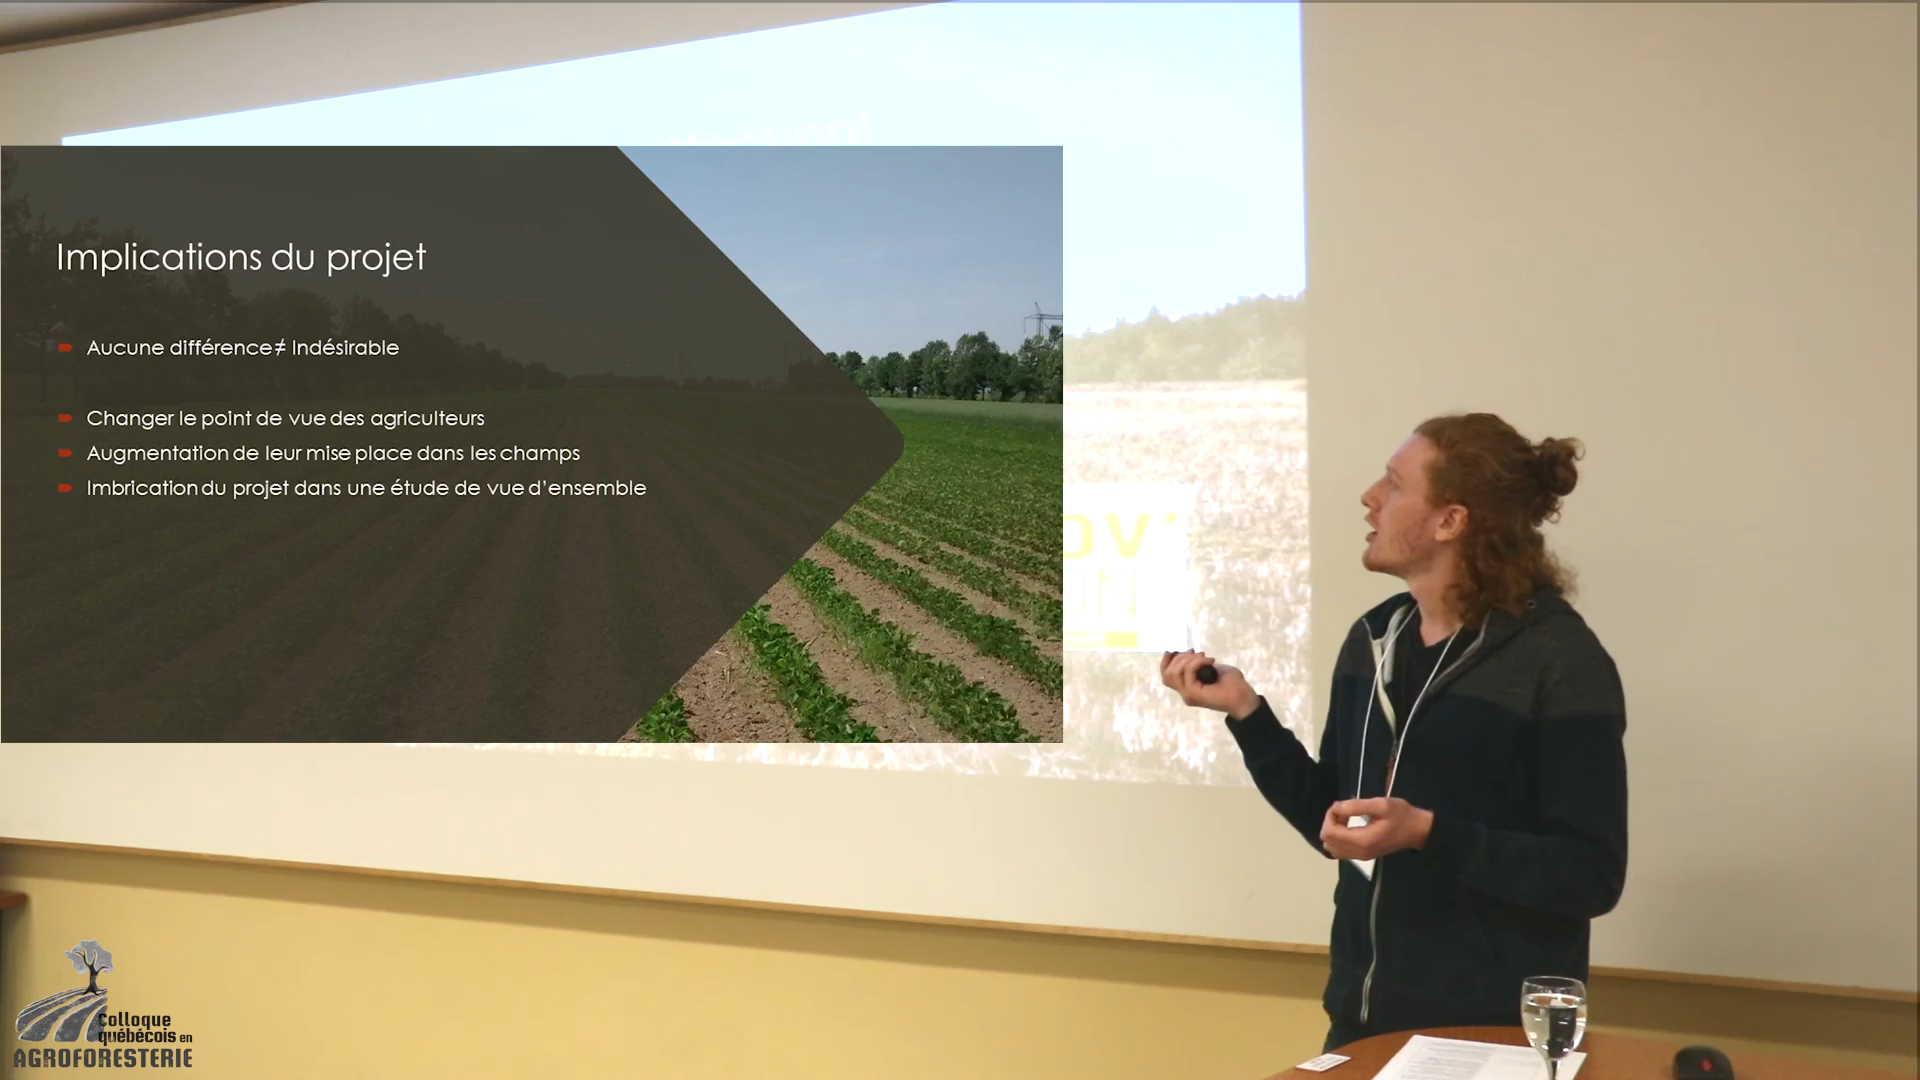 Implications du projet
Aucune différence ≠ Indésirable
Changer le point de vue des agriculteurs
Augmentation de leur mise place dans les champs
Imbrication du projet dans une étude de vue d'ensemble
Colloque
québécois en
AGROFORESTERIE